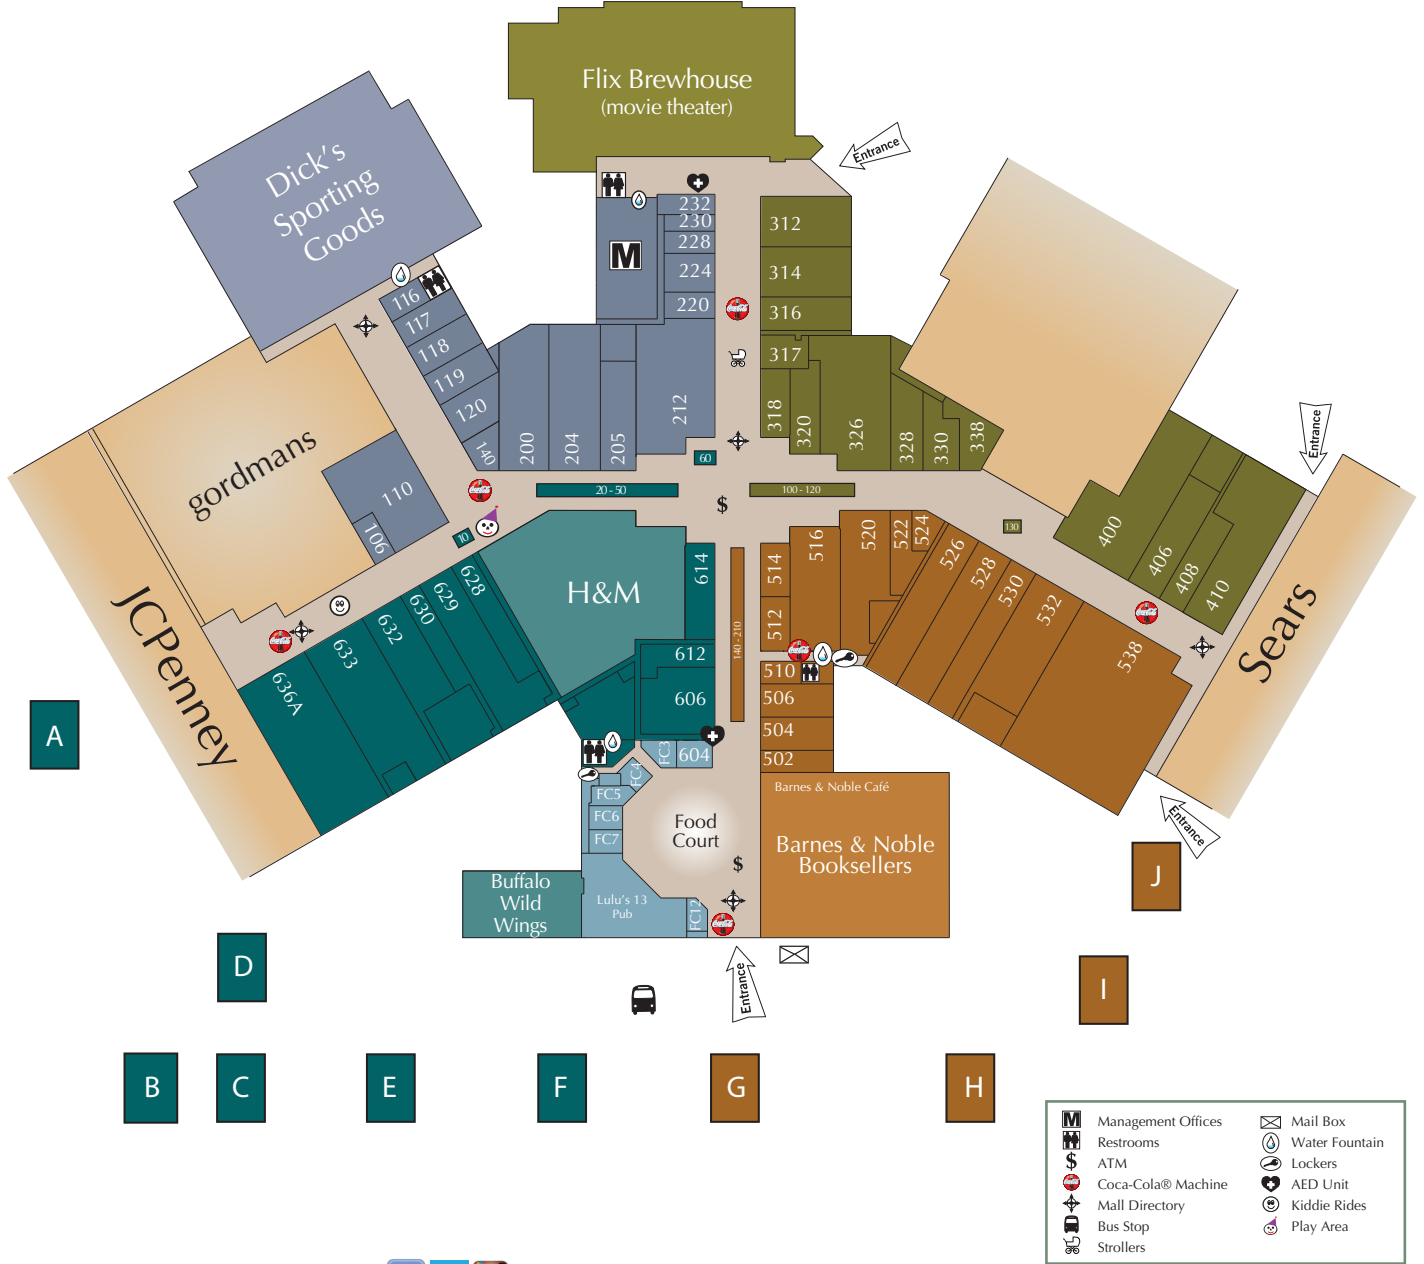 Flix Brewhouse
(movie theater)
Entrance
Dick's
Sporting
Goods
232
230
228
224
220
212
M
312
314
316
317
318
320
326
328
330
338
116
117
118
119
120
140
200
204
205
60
20 - 50
100 - 120
$
130
gordmans
110
106
10
JCPenney
400
406
408
410
Entrance
Sears
H&M
614
612
606
604
140 - 210
514
512
516
520
522
524
526
528
530
532
538
510
506
504
502
628
629
630
632
633
636A
FC3
FC4
FC5
FC6
FC7
Food
Court
$
Barnes & Noble Café
Barnes & Noble
Booksellers
Buffalo
Wild
Wings
Lulu's 13
Pub
FC12
Entrance
Entrance
A
B
C
D
E
F
G
H
I
J
M Management Offices
Restrooms
$ ATM
Coca-Cola® Machine
Mall Directory
Bus Stop
Strollers
Mail Box
Water Fountain
Lockers
AED Unit
Kiddie Rides
Play Area